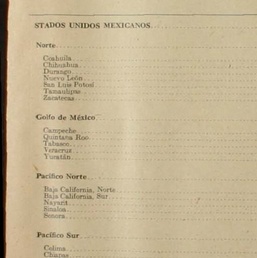 STADOS UNIDOS MEXICANOS
Norte
Coahuila
Chihuahua
Durango
Nuevo León
San Luis Potosí
Tamaulipas
Zacatecas
Golfo de México
Campeche
Quintana Roo
Tabasco
Veracruz
Yucatán
Pacífico Norte
Baja California, Norte
Baja California, Sur
Nayarit
Sinaloa
Sonora
Pacífico Sur
Colima
Chiapas